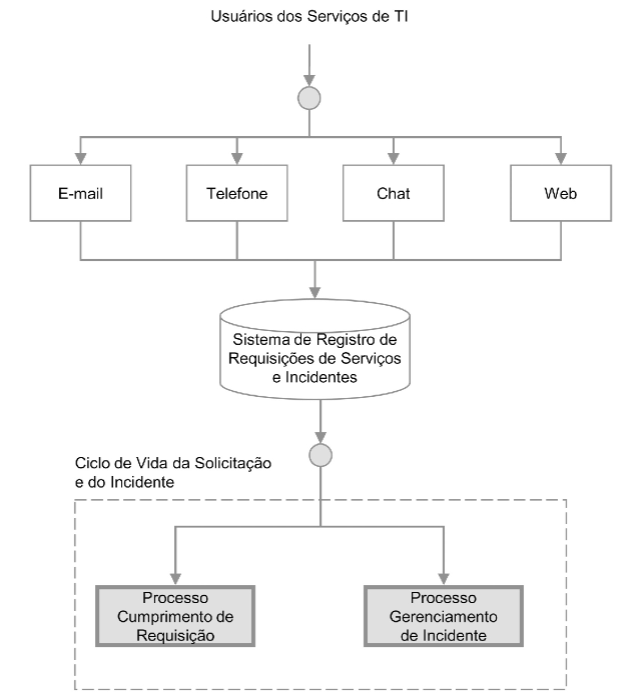 Usuários dos Serviços de TI
E-mail
Telefone
Chat
Web
Sistema de Registro de
Requisições de Serviços
e Incidentes
Ciclo de Vida da Solicitação
e do Incidente
Processo
Cumprimento de
Requisição
Processo
Gerenciamento
de Incidente